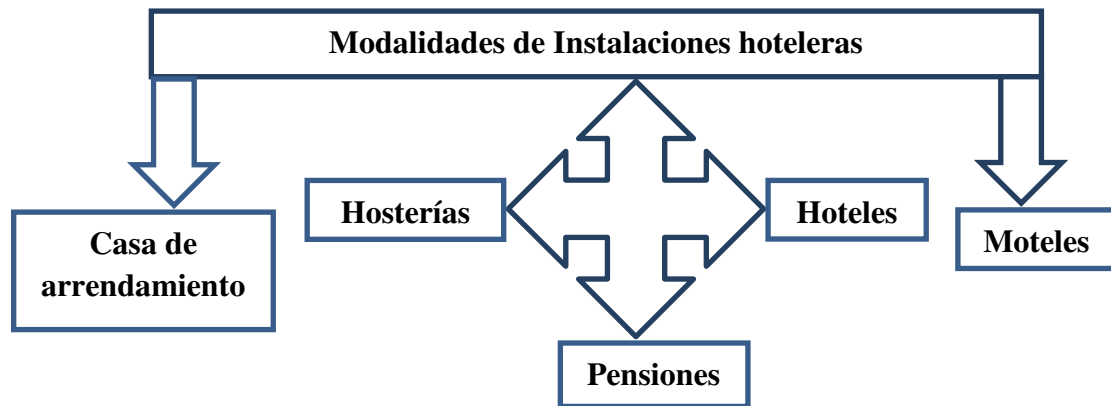 Modalidades de Instalaciones hoteleras
Hosterías
Hoteles
Casa de
arrendamiento
Moteles
Pensiones